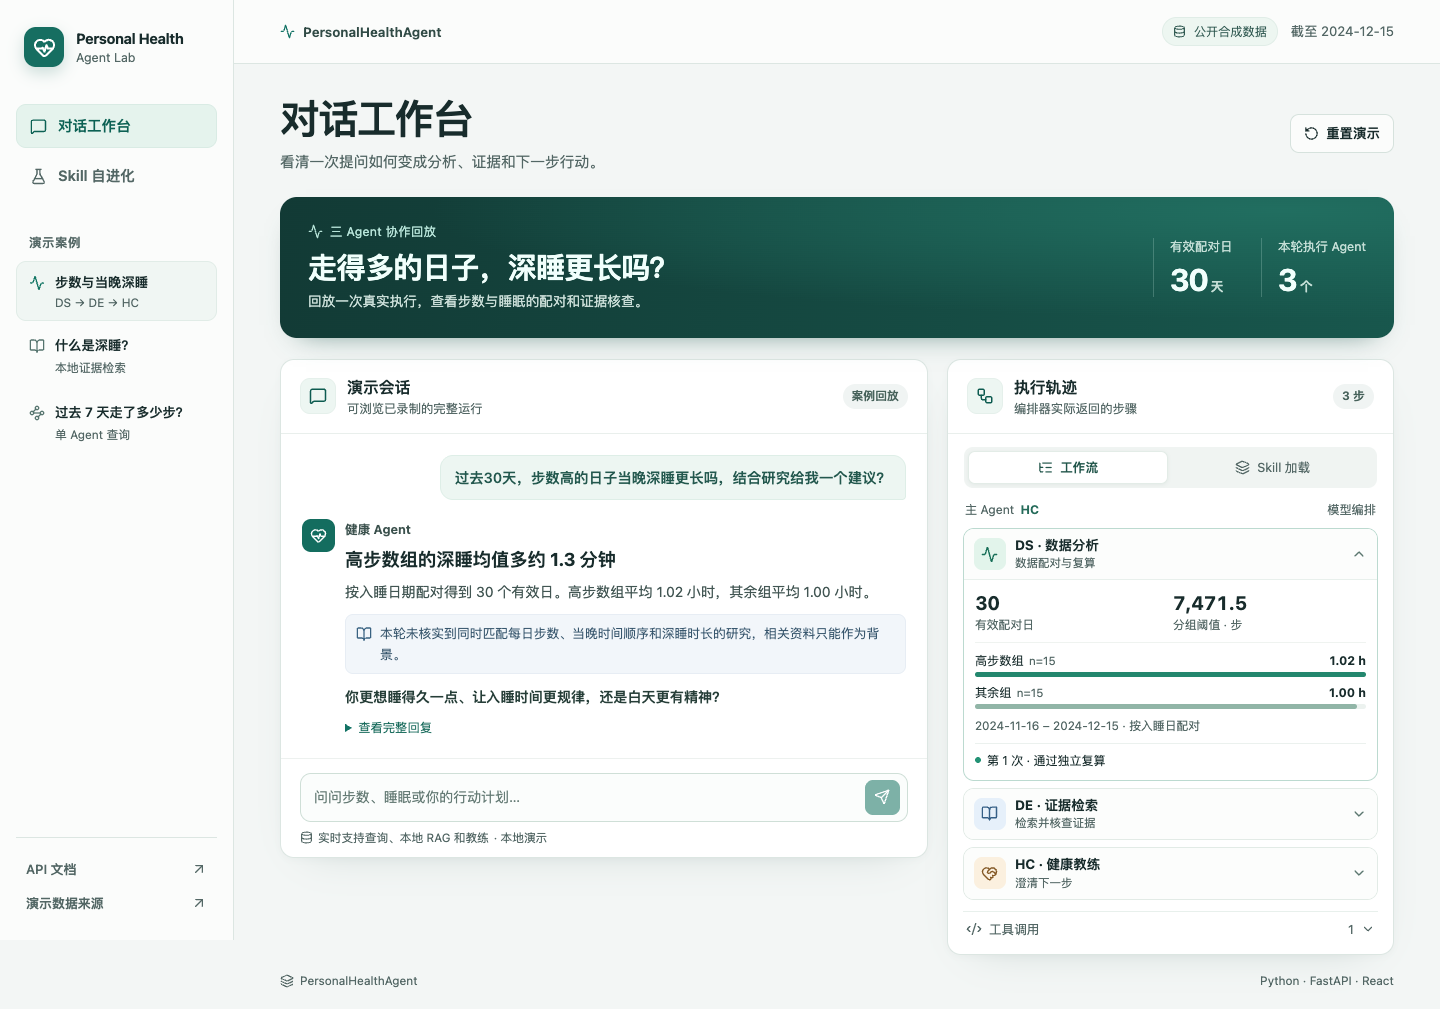 Personal Health
Agent Lab
对话工作台
Skill 自进化
演示案例
步数与当晚深睡
DS → DE → HC
什么是深睡?
本地证据检索
过去 7 天走了多少步?
单 Agent 查询
API 文档
演示数据来源
PersonalHealthAgent
公开合成数据
截至 2024-12-15
对话工作台
看清一次提问如何变成分析、证据和下一步行动。
重置演示
三 Agent 协作回放
走得多的日子，深睡更长吗?
回放一次真实执行，查看步数与睡眠的配对和证据核查。
有效配对日
30 天
本轮执行 Agent
3 个
演示会话
可浏览已录制的完整运行
案例回放
过去30天，步数高的日子当晚深睡更长吗，结合研究给我一个建议?
健康 Agent
高步数组的深睡均值多约 1.3 分钟
按入睡日期配对得到 30 个有效日。高步数组平均 1.02 小时，其余组平均 1.00 小时。
本轮未核实到同时匹配每日步数、当晚时间顺序和深睡时长的研究，相关资料只能作为背
景。
你更想睡得久一点、让入睡时间更规律，还是白天更有精神?
查看完整回复
问问步数、睡眠或你的行动计划...
实时支持查询、本地 RAG 和教练 · 本地演示
执行轨迹
编排器实际返回的步骤
3 步
工作流
Skill 加载
主 Agent HC
模型编排
DS · 数据分析
数据配对与复算
30
有效配对日
7,471.5
分组阈值 · 步
高步数组 n=15
1.02 h
其余组 n=15
1.00 h
2024-11-16 – 2024-12-15 · 按入睡日配对
第 1 次 · 通过独立复算
DE · 证据检索
检索并核查证据
HC · 健康教练
澄清下一步
工具调用
1
PersonalHealthAgent
Python · FastAPI · React